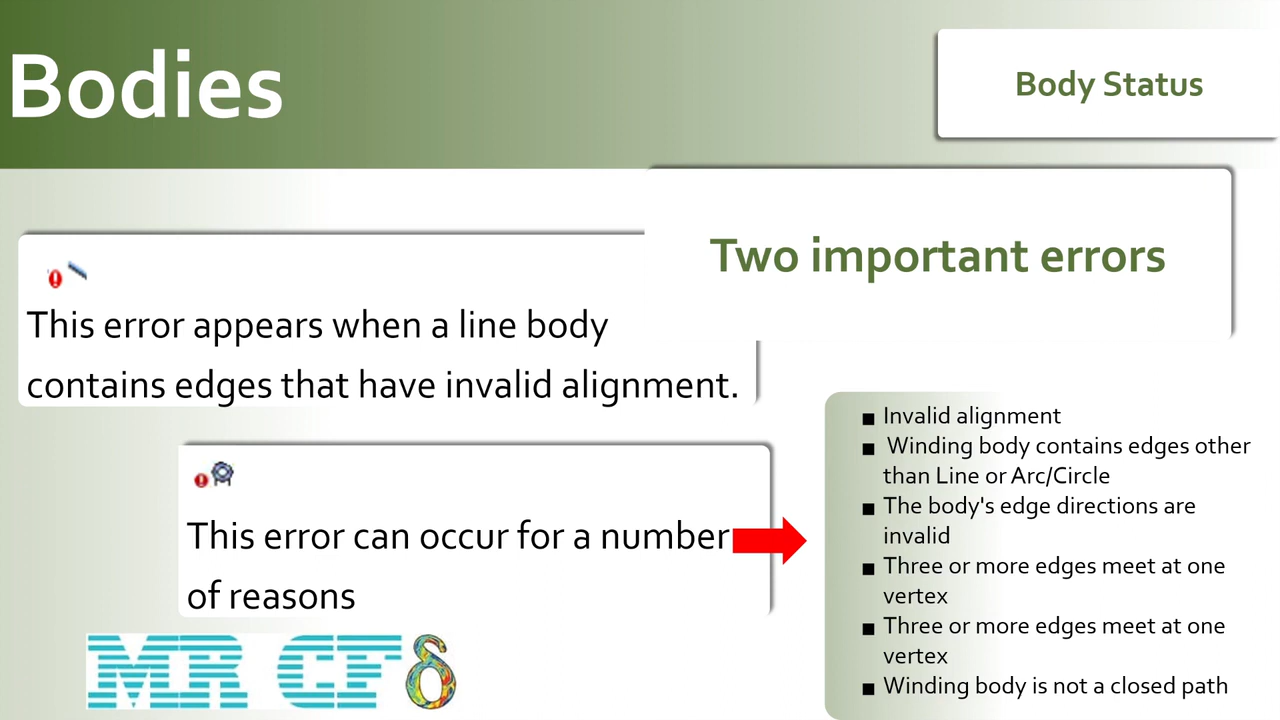 Bodies
Body Status
Two important errors
This error appears when a line body
contains edges that have invalid alignment.
This error can occur for a number
of reasons
■ Invalid alignment
■ Winding body contains edges other
than Line or Arc/Circle
■ The body's edge directions are
invalid
■ Three or more edges meet at one
vertex
■ Three or more edges meet at one
vertex
■ Winding body is not a closed path
MR CFδ